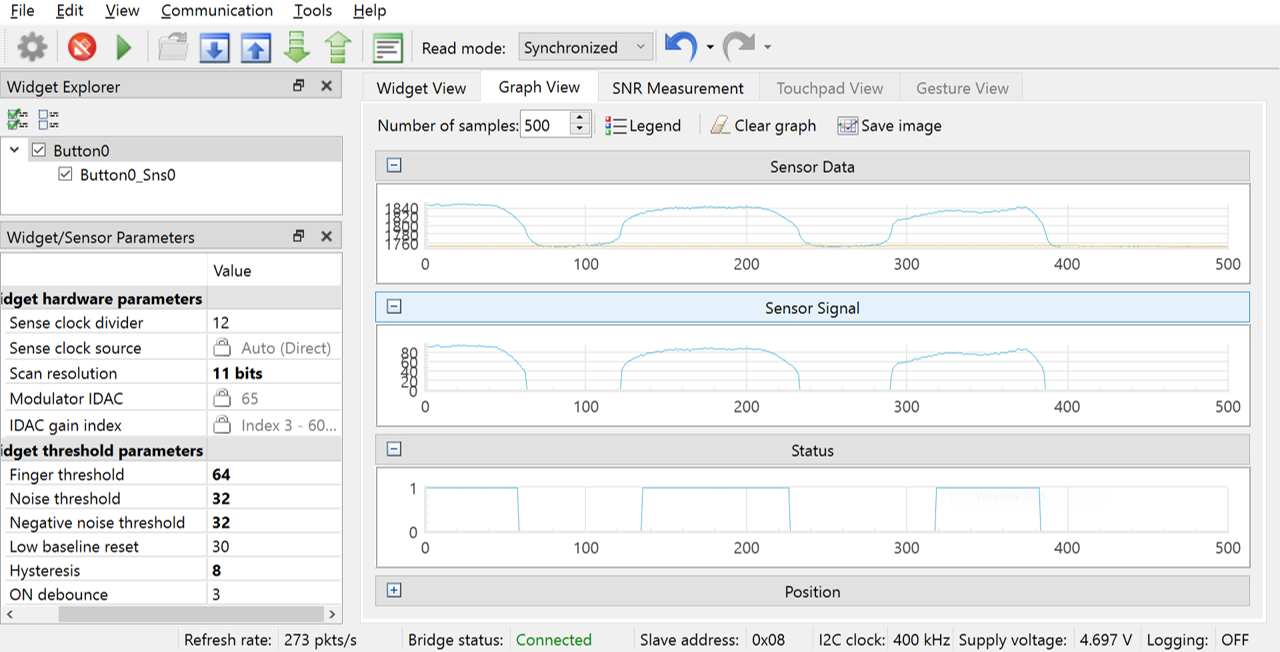 File Edit View Communication Tools Help
Read mode: Synchronized
Widget Explorer
Button0
Button0_Sns0
Widget/Sensor Parameters
Value
idget hardware parameters
Sense clock divider 12
Sense clock source Auto (Direct)
Scan resolution 11 bits
Modulator IDAC 65
IDAC gain index Index 3 - 60...
idget threshold parameters
Finger threshold 64
Noise threshold 32
Negative noise threshold 32
Low baseline reset 30
Hysteresis 8
ON debounce 3
Widget View Graph View SNR Measurement Touchpad View Gesture View
Number of samples: 500 Legend Clear graph Save image
Sensor Data
1840
1820
1800
1780
1760
0 100 200 300 400 500
Sensor Signal
80
60
40
20
0
0 100 200 300 400 500
Status
1
0
0 100 200 300 400 500
Position
Refresh rate: 273 pkts/s Bridge status: Connected Slave address: 0x08 I2C clock: 400 kHz Supply voltage: 4.697 V Logging: OFF